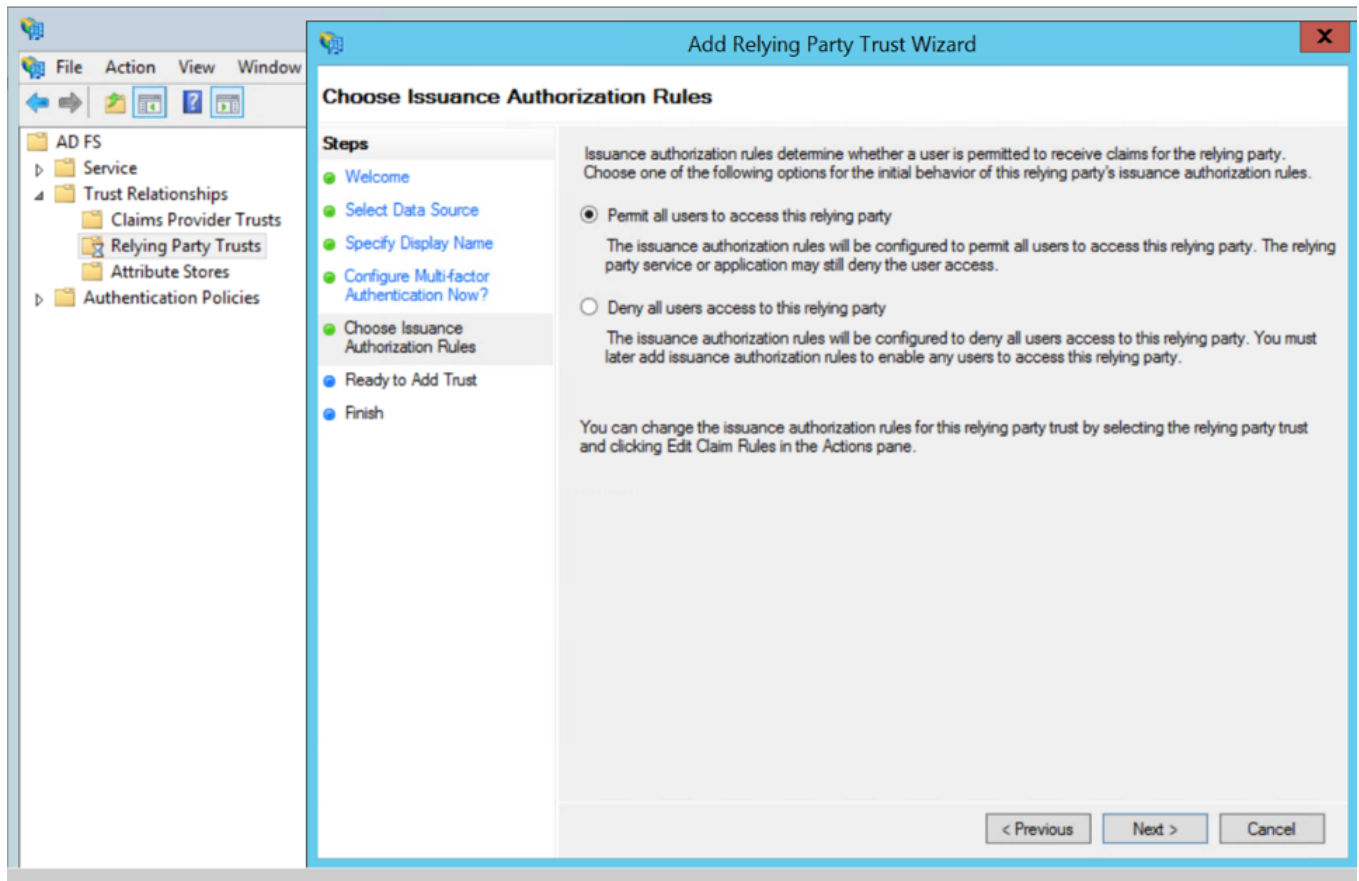 Add Relying Party Trust Wizard
X
File Action View Window
Choose Issuance Authorization Rules
AD FS
Service
Trust Relationships
Claims Provider Trusts
Relying Party Trusts
Attribute Stores
Authentication Policies
Steps
Welcome
Select Data Source
Specify Display Name
Configure Multi-factor
Authentication Now?
Choose Issuance
Authorization Rules
Ready to Add Trust
Finish
Issuance authorization rules determine whether a user is permitted to receive claims for the relying party.
Choose one of the following options for the initial behavior of this relying party's issuance authorization rules.
Permit all users to access this relying party
The issuance authorization rules will be configured to permit all users to access this relying party. The relying
party service or application may still deny the user access.
Deny all users access to this relying party
The issuance authorization rules will be configured to deny all users access to this relying party. You must
later add issuance authorization rules to enable any users to access this relying party.
You can change the issuance authorization rules for this relying party trust by selecting the relying party trust
and clicking Edit Claim Rules in the Actions pane.
< Previous Next > Cancel